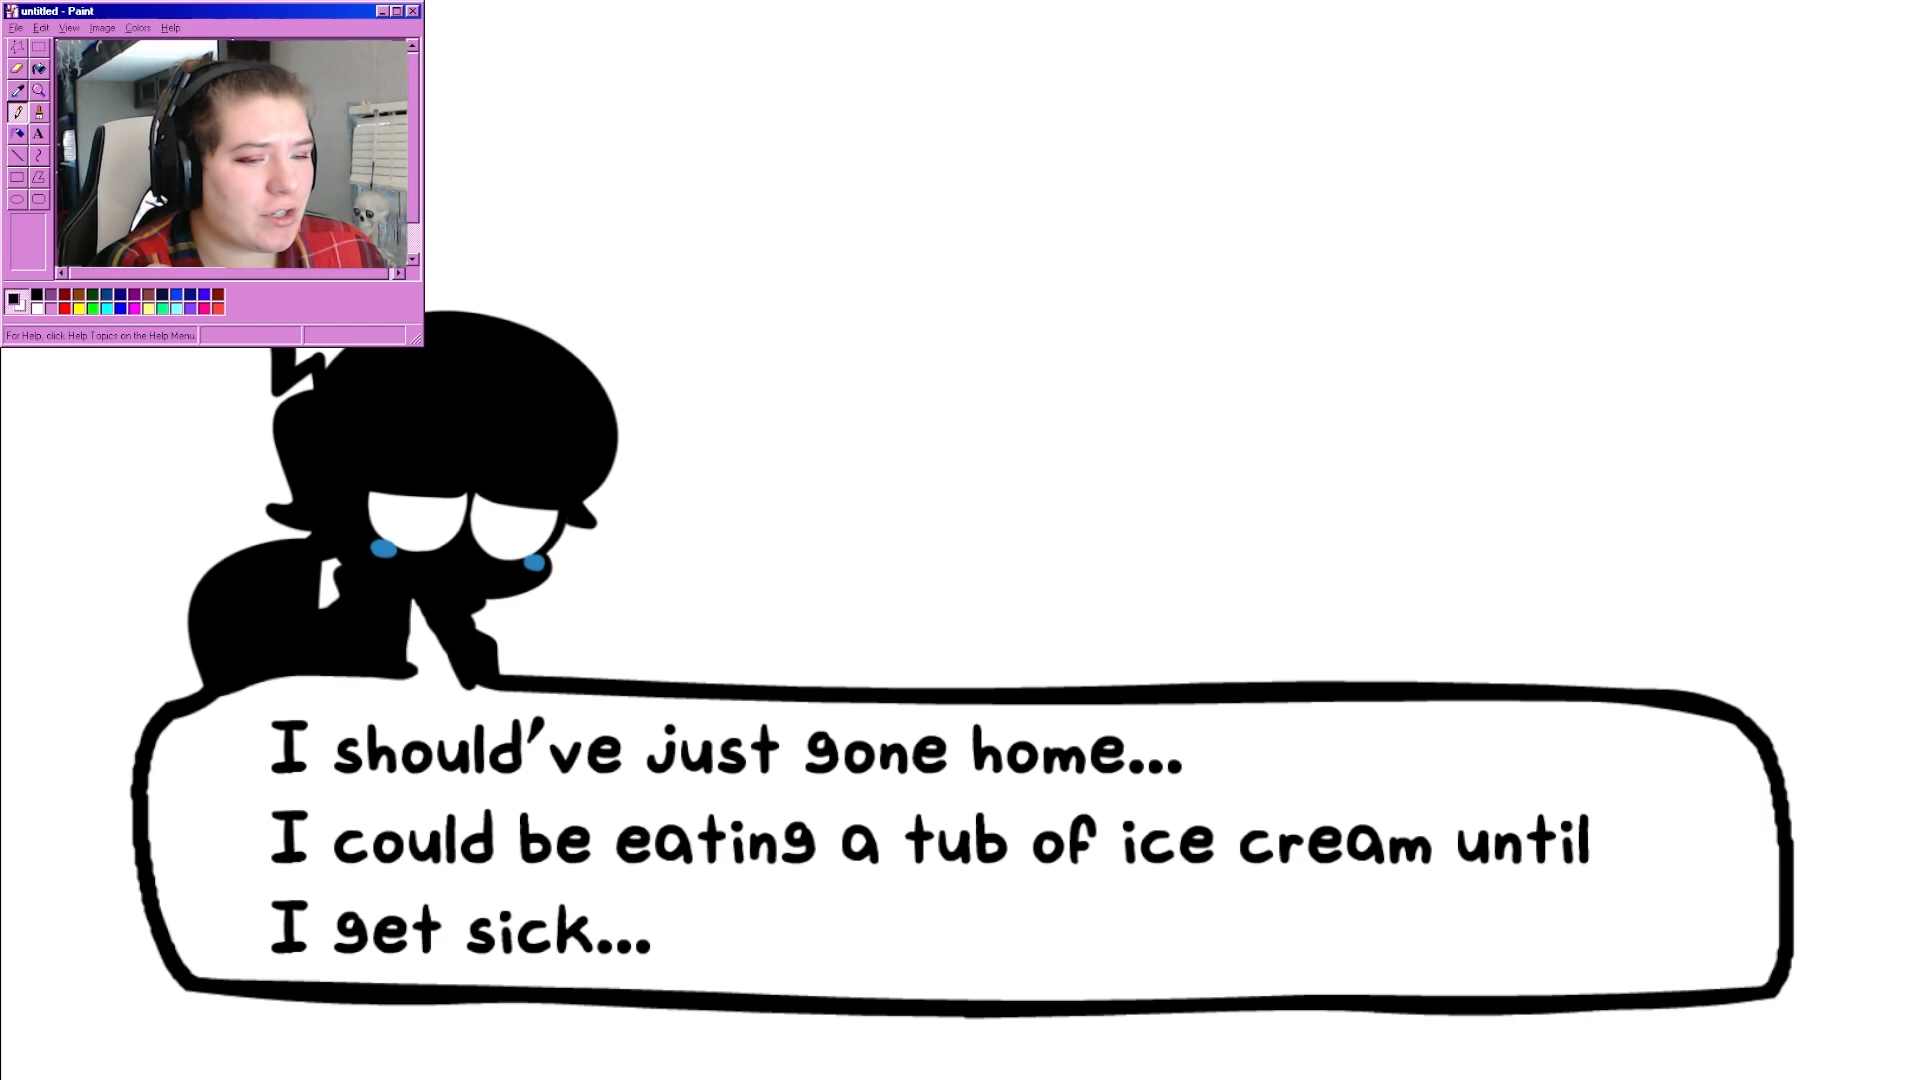 untitled - Paint
File Edit View Image Colors Help
A
For Help, click Help Topics on the Help Menu.
I should've just gone home...
I could be eating a tub of ice cream until
I get sick...